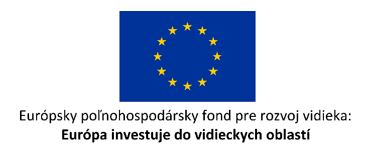 Európsky poľnohospodársky fond pre rozvoj vidieka:
Európa investuje do vidieckych oblastí